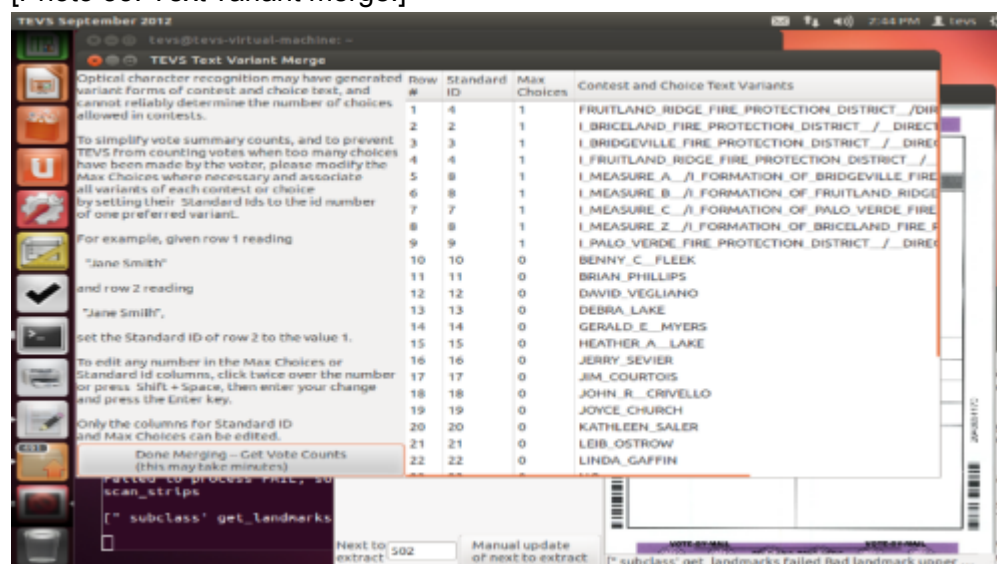 [Photo 38: Text Variant Merge.]
TEVS September 2012
2:44 PM tevs
tevs@tevs-virtual-machine: ~
TEVS Text Variant Merge
Optical character recognition may have generated
variant forms of contest and choice text, and
cannot reliably determine the number of choices
allowed in contests.
To simplify vote summary counts, and to prevent
TEVS from counting votes when too many choices
have been made by the voter, please modify the
Max Choices where necessary and associate
all variants of each contest or choice
by setting their Standard Ids to the id number
of one preferred variant.
For example, given row 1 reading
"Jane Smith"
and row 2 reading
"Jane Smilh",
set the Standard ID of row 2 to the value 1.
To edit any number in the Max Choices or
Standard Id columns, click twice over the number
or press Shift + Space, then enter your change
and press the Enter key.
Only the columns for Standard ID
and Max Choices can be edited.
Done Merging -- Get Vote Counts
(this may take minutes)
Row # Standard ID Max Choices Contest and Choice Text Variants
1 4 1 FRUITLAND_RIDGE_FIRE_PROTECTION_DISTRICT__/DIR
2 2 1 I_BRICELAND_FIRE_PROTECTION_DISTRICT__/__DIRECT
3 3 1 I_BRIDGEVILLE_FIRE_PROTECTION_DISTRICT__/__DIREC
4 4 1 I_FRUITLAND_RIDGE_FIRE_PROTECTION_DISTRICT__/__
5 8 1 I_MEASURE_A__/I_FORMATION_OF_BRIDGEVILLE_FIRE
6 8 1 I_MEASURE_B__/I_FORMATION_OF_FRUITLAND_RIDGE
7 7 1 I_MEASURE_C__/I_FORMATION_OF_PALO_VERDE_FIRE
8 8 1 I_MEASURE_Z__/I_FORMATION_OF_BRICELAND_FIRE_P
9 9 1 I_PALO_VERDE_FIRE_PROTECTION_DISTRICT__/__DIREC
10 10 0 BENNY_C__FLEEK
11 11 0 BRIAN_PHILLIPS
12 12 0 DAVID_VEGLIANO
13 13 0 DEBRA_LAKE
14 14 0 GERALD_E__MYERS
15 15 0 HEATHER_A__LAKE
16 16 0 JERRY_SEVIER
17 17 0 JIM_COURTOIS
18 18 0 JOHN_R__CRIVELLO
19 19 0 JOYCE_CHURCH
20 20 0 KATHLEEN_SALER
21 21 0 LEIB_OSTROW
22 22 0 LINDA_GAFFIN
failed to process
scan_strips
[" subclass' get_landmarks
Next to
extract
502
Manual update
of next to extract
VOTE-BY-MAIL VOTE-BY-MAIL
[" subclass' get_landmarks failed Bad landmark upper